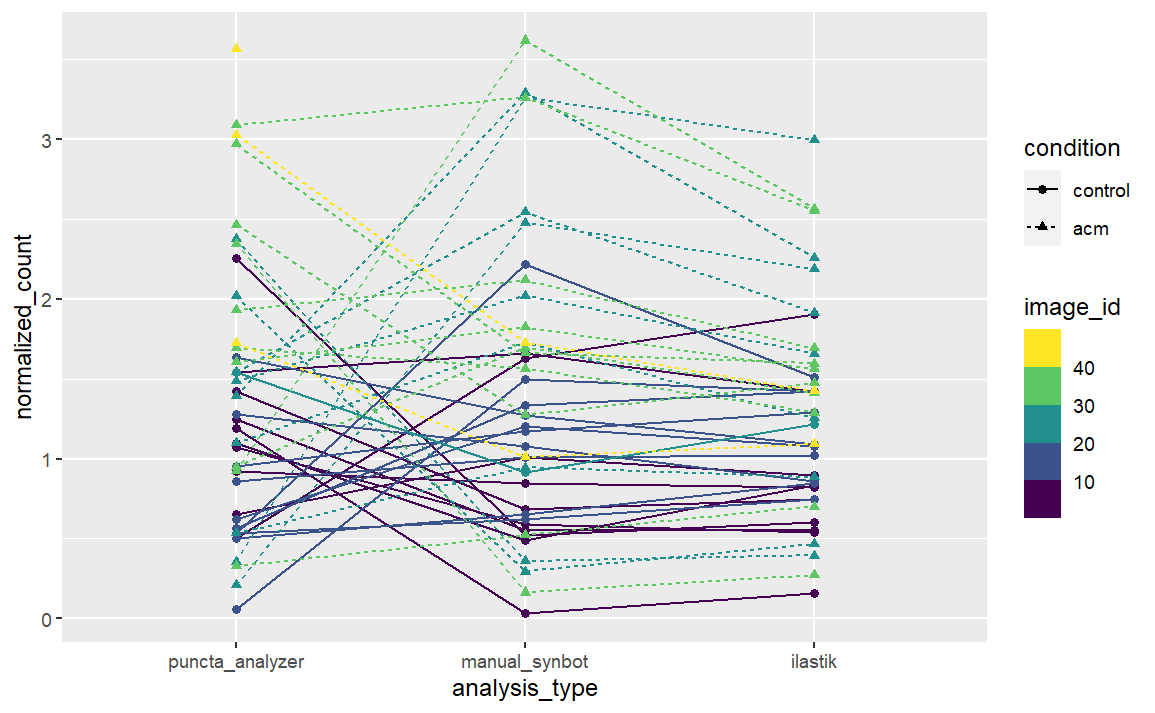 normalized_count
3
2
1
0
puncta_analyzer
manual_synbot
ilastik
analysis_type
condition
control
acm
image_id
40
30
20
10